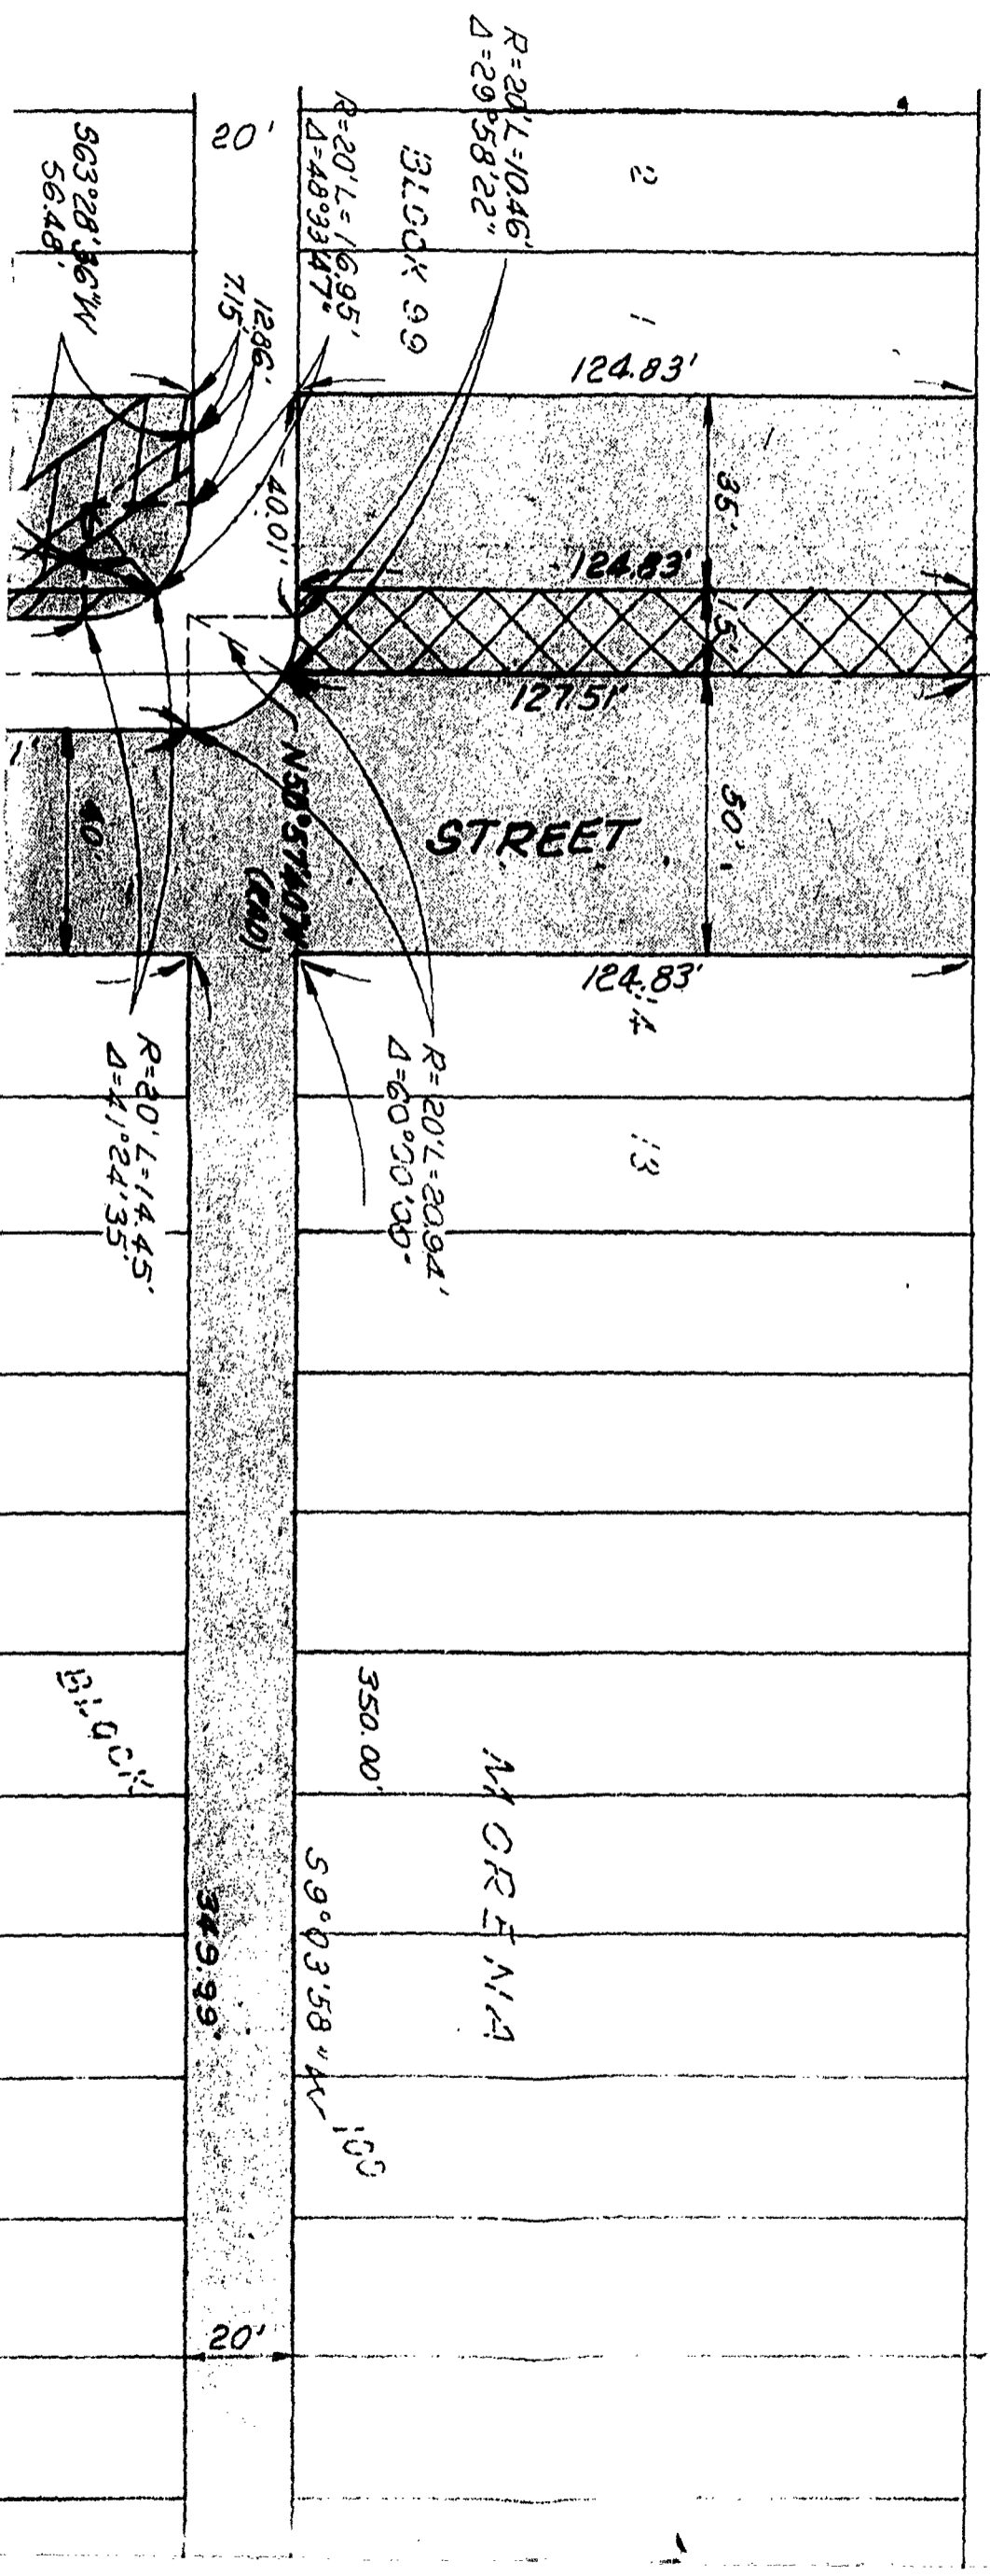 R=20' L=10.46'
Δ=29°58'22"
2
20'
R=20' L=16.95'
Δ=48°33'47"
BLOCK 99
S63°28'36"W
56.48'
1
12.86'
7.15'
124.83'
35'
40.01'
124.83'
15'
127.51'
40'
50'
STREET
(RAD)
124.83'
R=20' L=14.45'
Δ=41°24'35"
R=20' L=20.94'
Δ=60°00'00"
14
13
BLOCK
350.00'
MORENA
S9°03'58"W
349.99'
100
20'